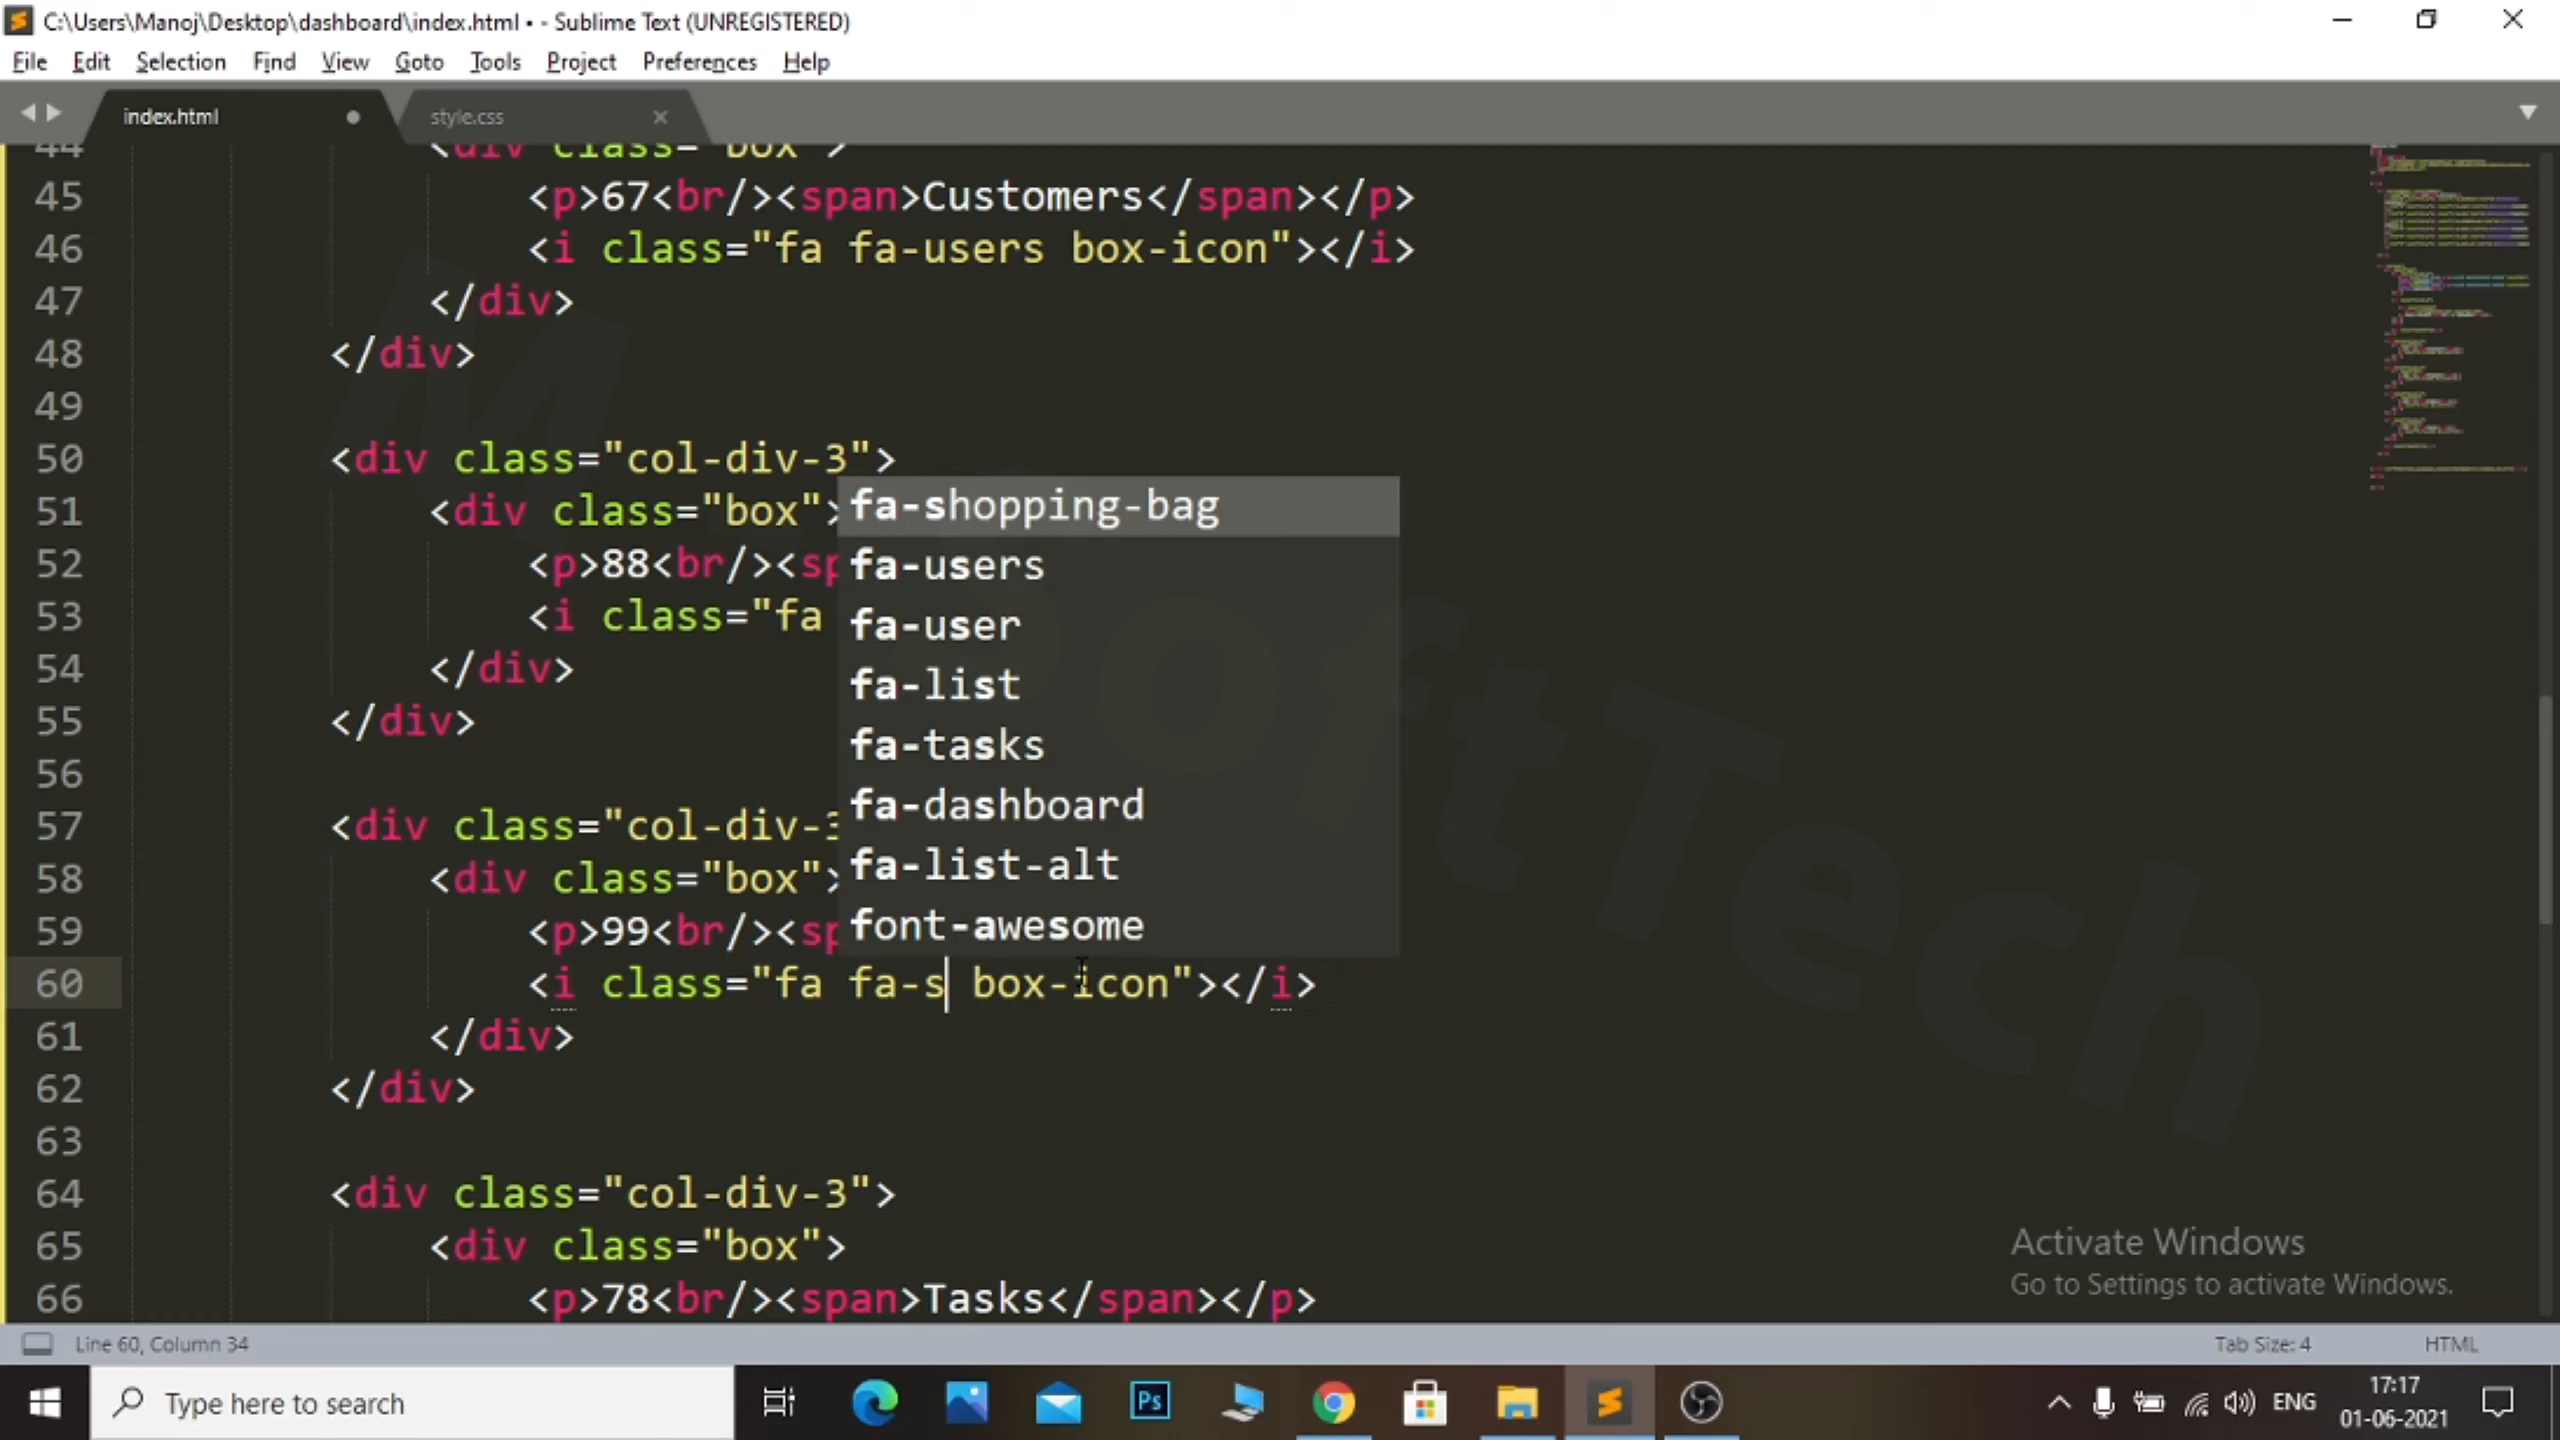 C:\Users\Manoj\Desktop\dashboard\index.html • - Sublime Text (UNREGISTERED)
File Edit Selection Find View Goto Tools Project Preferences Help
index.html style.css
44 <div class="box">
45 <p>67<br/><span>Customers</span></p>
46 <i class="fa fa-users box-icon"></i>
47 </div>
48 </div>
49
50 <div class="col-div-3">
51 <div class="box">
52 <p>88<br/><sp
53 <i class="fa
54 </div>
55 </div>
56
57 <div class="col-div-3
58 <div class="box">
59 <p>99<br/><sp
60 <i class="fa fa-s box-icon"></i>
61 </div>
62 </div>
63
64 <div class="col-div-3">
65 <div class="box">
66 <p>78<br/><span>Tasks</span></p>
fa-shopping-bag
fa-users
fa-user
fa-list
fa-tasks
fa-dashboard
fa-list-alt
font-awesome
Activate Windows
Go to Settings to activate Windows.
Line 60, Column 34 Tab Size: 4 HTML
Type here to search
Ps
ENG
17:17
01-06-2021